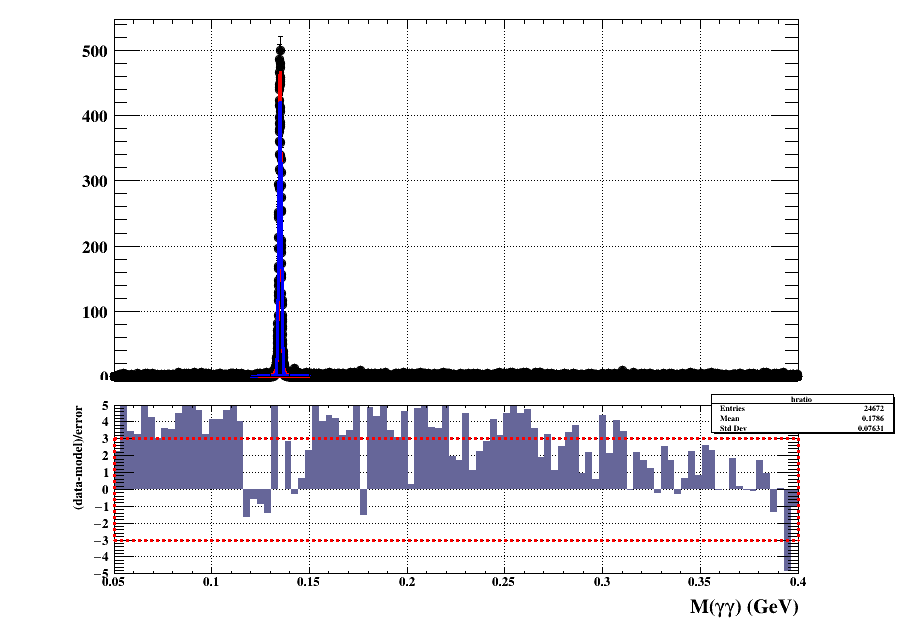 500
400
300
200
100
0
hratio
Entries 24672
Mean 0.1786
Std Dev 0.07631
(data-model)/error
5
4
3
2
1
0
−1
−2
−3
−4
−5
0.05 0.1 0.15 0.2 0.25 0.3 0.35 0.4
M(γγ) (GeV)